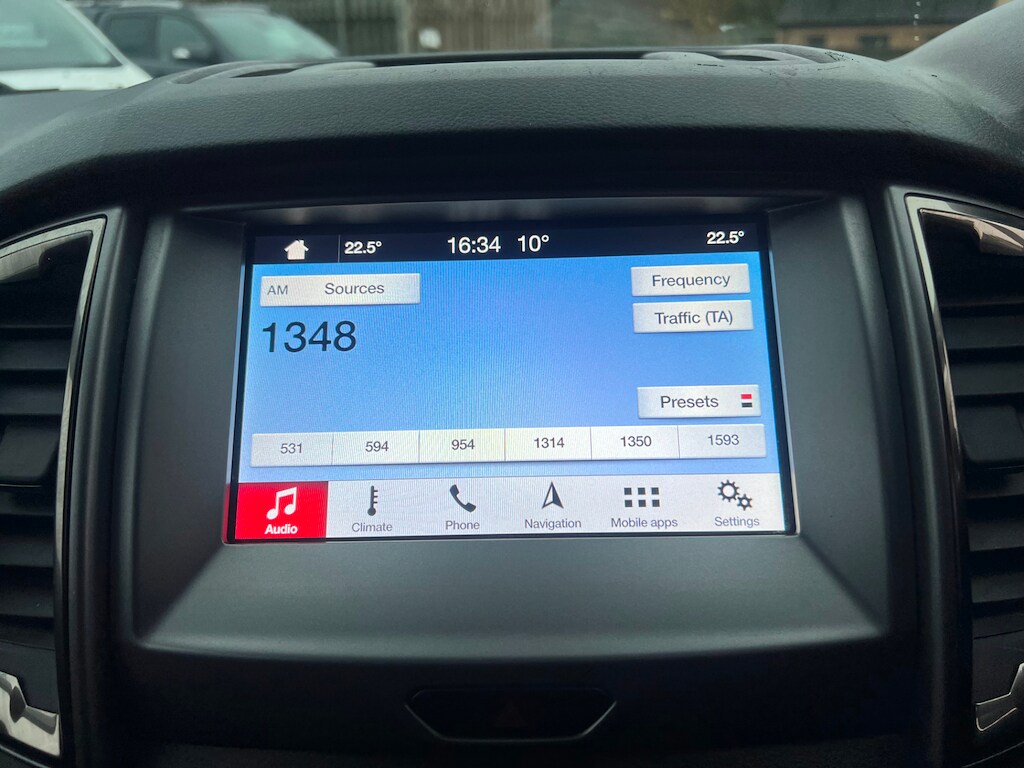 22.5° 16:34 10° 22.5°
AM Sources Frequency
1348 Traffic (TA)
Presets
531 594 954 1314 1350 1593
Audio Climate Phone Navigation Mobile apps Settings